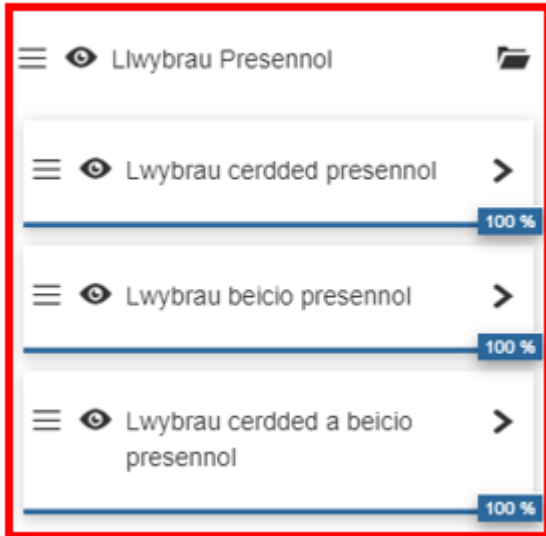 Llwybrau Presennol
Lwybrau cerdded presennol
100 %
Lwybrau beicio presennol
100 %
Lwybrau cerdded a beicio
presennol
100 %